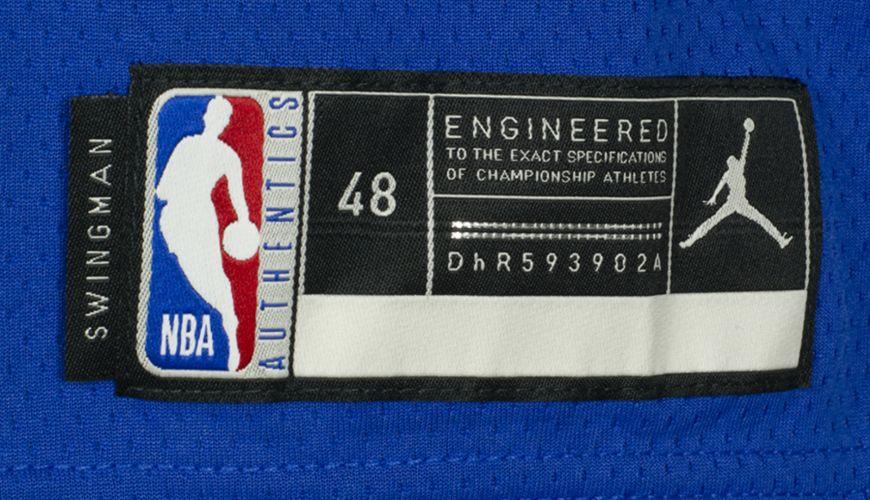 SWINGMAN
NBA
AUTHENTICS
48
ENGINEERED
TO THE EXACT SPECIFICATIONS
OF CHAMPIONSHIP ATHLETES
DhR593902A